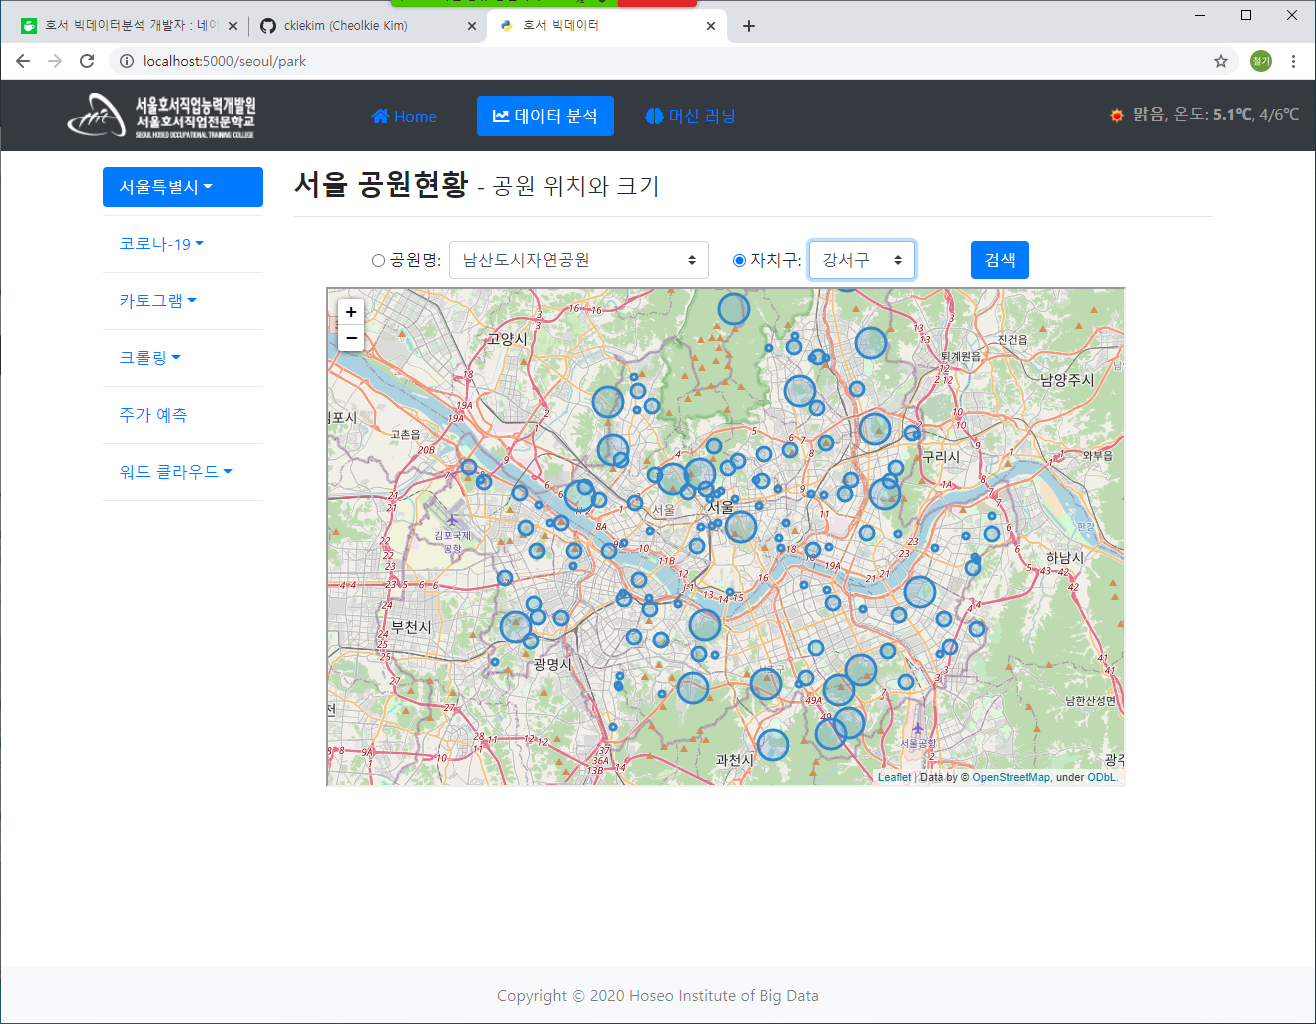 호서 빅데이터분석 개발자 : 네이
ckiekim (Cheolkie Kim)
호서 빅데이터
localhost:5000/seoul/park
철기
서울호서직업능력개발원
서울호서직업전문학교
SEOUL HOSEO OCCUPATIONAL TRAINING COLLEGE
Home
데이터 분석
머신 러닝
맑음, 온도: 5.1℃, 4/6℃
서울특별시
코로나-19
카토그램
크롤링
주가 예측
워드 클라우드
서울 공원현황 - 공원 위치와 크기
공원명:
남산도시자연공원
자치구:
강서구
검색
+
−
고양시
진건읍
퇴계원읍
남양주시
김포시
고촌읍
구리시
와부읍
서울
서울
한강
김포국제
공항
하남시
부천시
광명시
남한산성면
서울공항
과천시
광주
Leaflet | Data by © OpenStreetMap, under ODbL.
Copyright © 2020 Hoseo Institute of Big Data